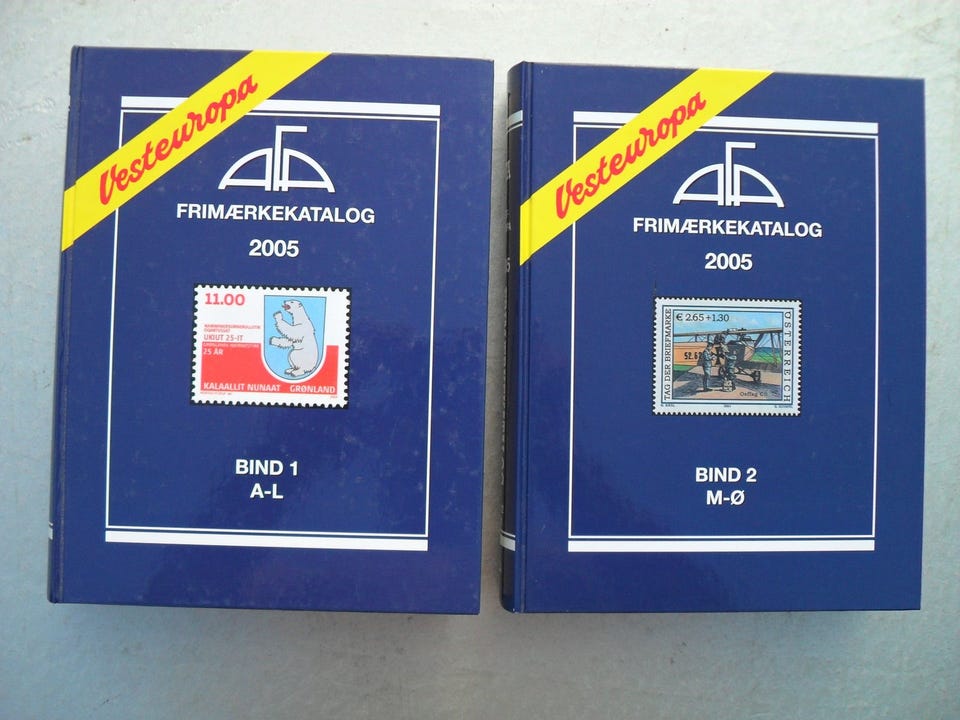 Vesteuropa
AFA
FRIMÆRKEKATALOG
2005
11.00
UKIUT 25-IT
25 ÅR
KALAALLIT NUNAAT GRØNLAND
BIND 1
A-L
Vesteuropa
AFA
FRIMÆRKEKATALOG
2005
€ 2.65+1.30
TAG DER BRIEFMARKE
ÖSTERREICH
BIND 2
M-Ø